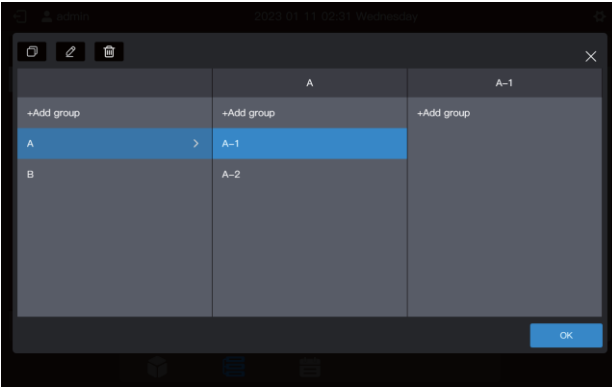 admin 2023 01 11 02:31 Wednesday
A A-1
+Add group +Add group +Add group
A A-1
B A-2
OK